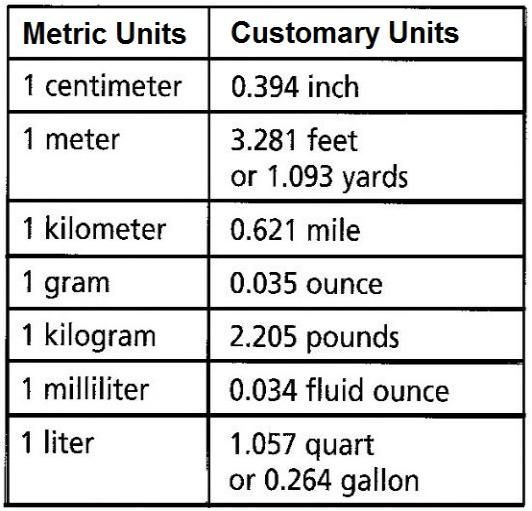 Metric Units Customary Units
1 centimeter 0.394 inch
1 meter 3.281 feet
or 1.093 yards
1 kilometer 0.621 mile
1 gram 0.035 ounce
1 kilogram 2.205 pounds
1 milliliter 0.034 fluid ounce
1 liter 1.057 quart
or 0.264 gallon